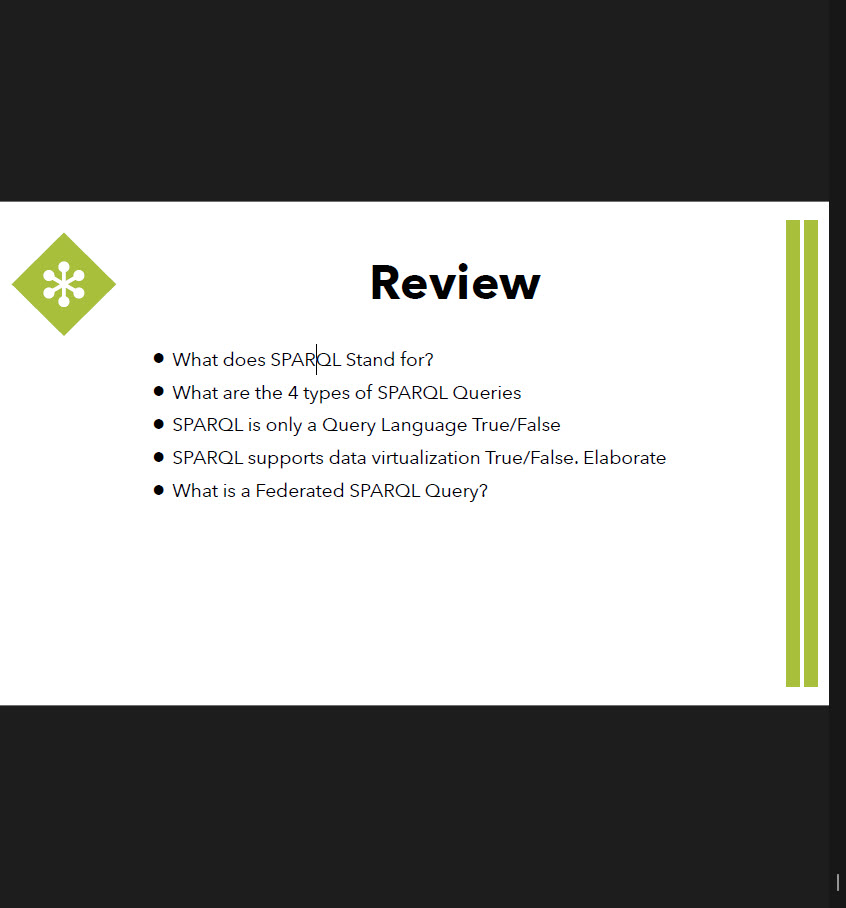 Review
● What does SPARQL Stand for?
● What are the 4 types of SPARQL Queries
● SPARQL is only a Query Language True/False
● SPARQL supports data virtualization True/False. Elaborate
● What is a Federated SPARQL Query?